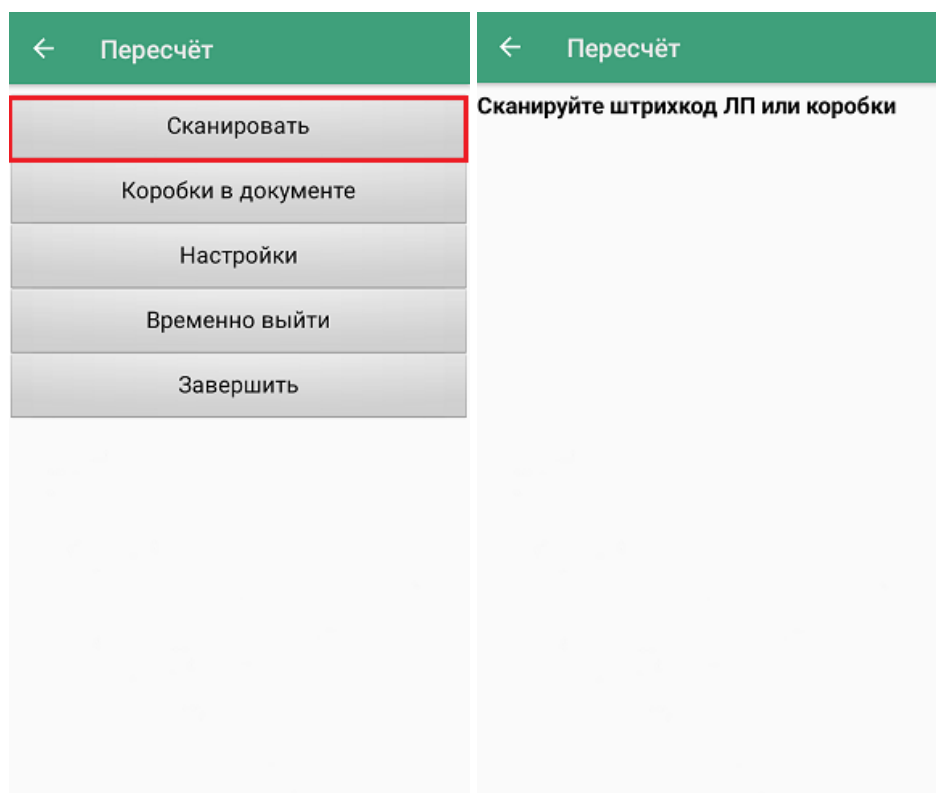 Пересчёт
Сканировать
Коробки в документе
Настройки
Временно выйти
Завершить
Пересчёт
Сканируйте штрихкод ЛП или коробки